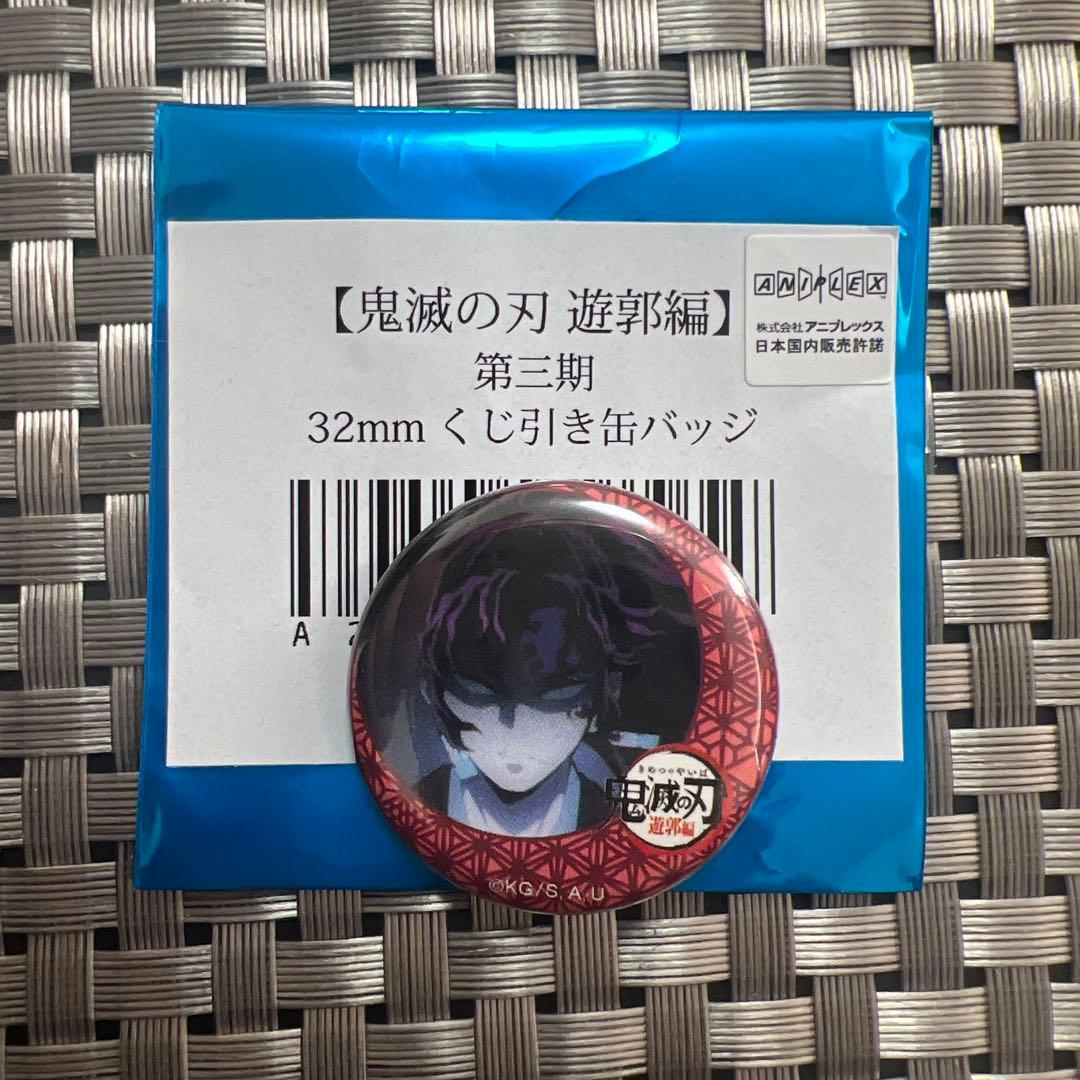 【鬼滅の刃 遊郭編】
第三期
32mm くじ引き缶バッジ
ANIPLEX
株式会社アニプレックス
日本国内販売許諾
A
きめつのやいば
鬼滅の刃
遊郭編
©KG/S,A,U